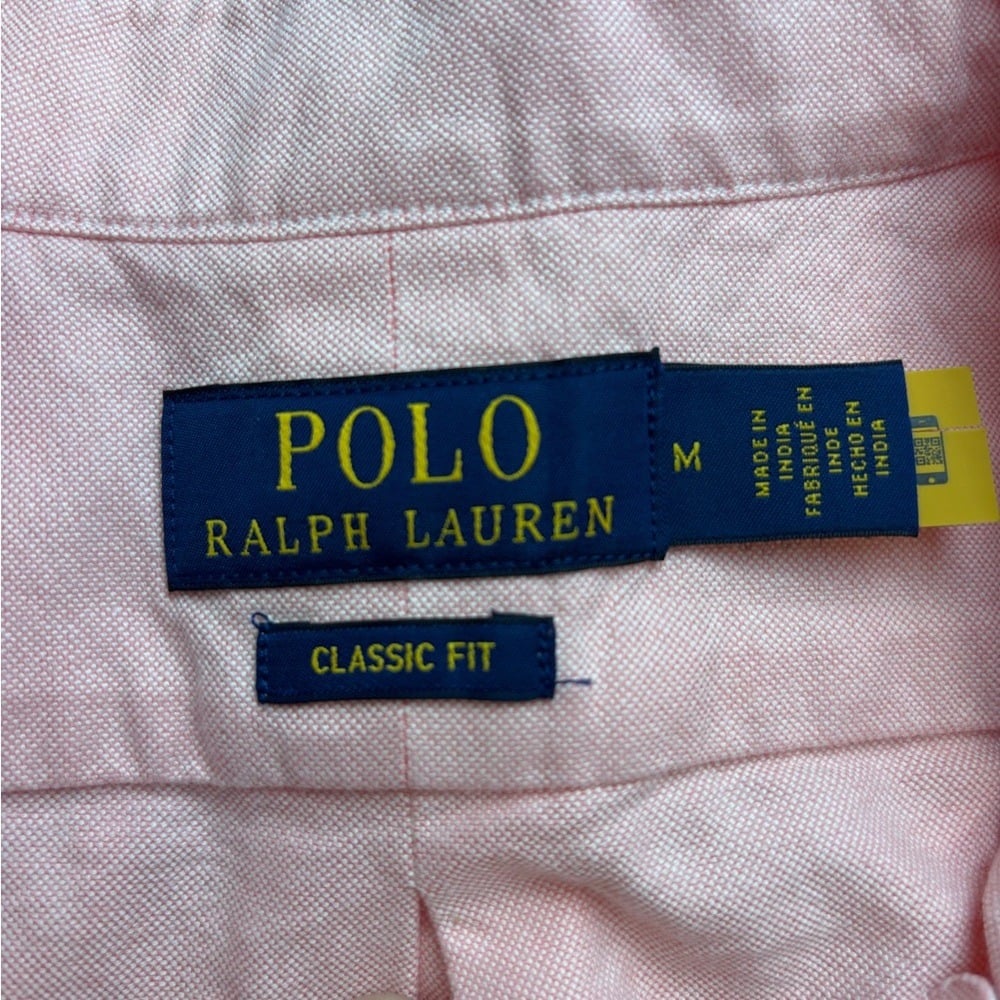 POLO
RALPH LAUREN
M
MADE IN
INDIA
FABRIQUÉ EN
INDE
HECHO EN
INDIA
CLASSIC FIT